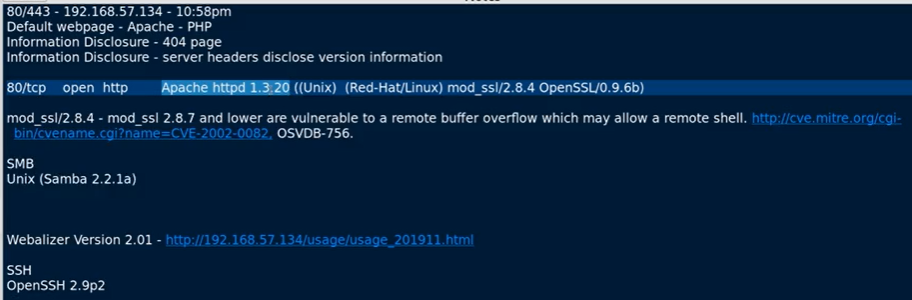 80/443 - 192.168.57.134 - 10:58pm
Default webpage - Apache - PHP
Information Disclosure - 404 page
Information Disclosure - server headers disclose version information
80/tcp open http Apache httpd 1.3.20 ((Unix) (Red-Hat/Linux) mod_ssl/2.8.4 OpenSSL/0.9.6b)
mod_ssl/2.8.4 - mod_ssl 2.8.7 and lower are vulnerable to a remote buffer overflow which may allow a remote shell. http://cve.mitre.org/cgi-
bin/cvename.cgi?name=CVE-2002-0082, OSVDB-756.
SMB
Unix (Samba 2.2.1a)
Webalizer Version 2.01 - http://192.168.57.134/usage/usage_201911.html
SSH
OpenSSH 2.9p2